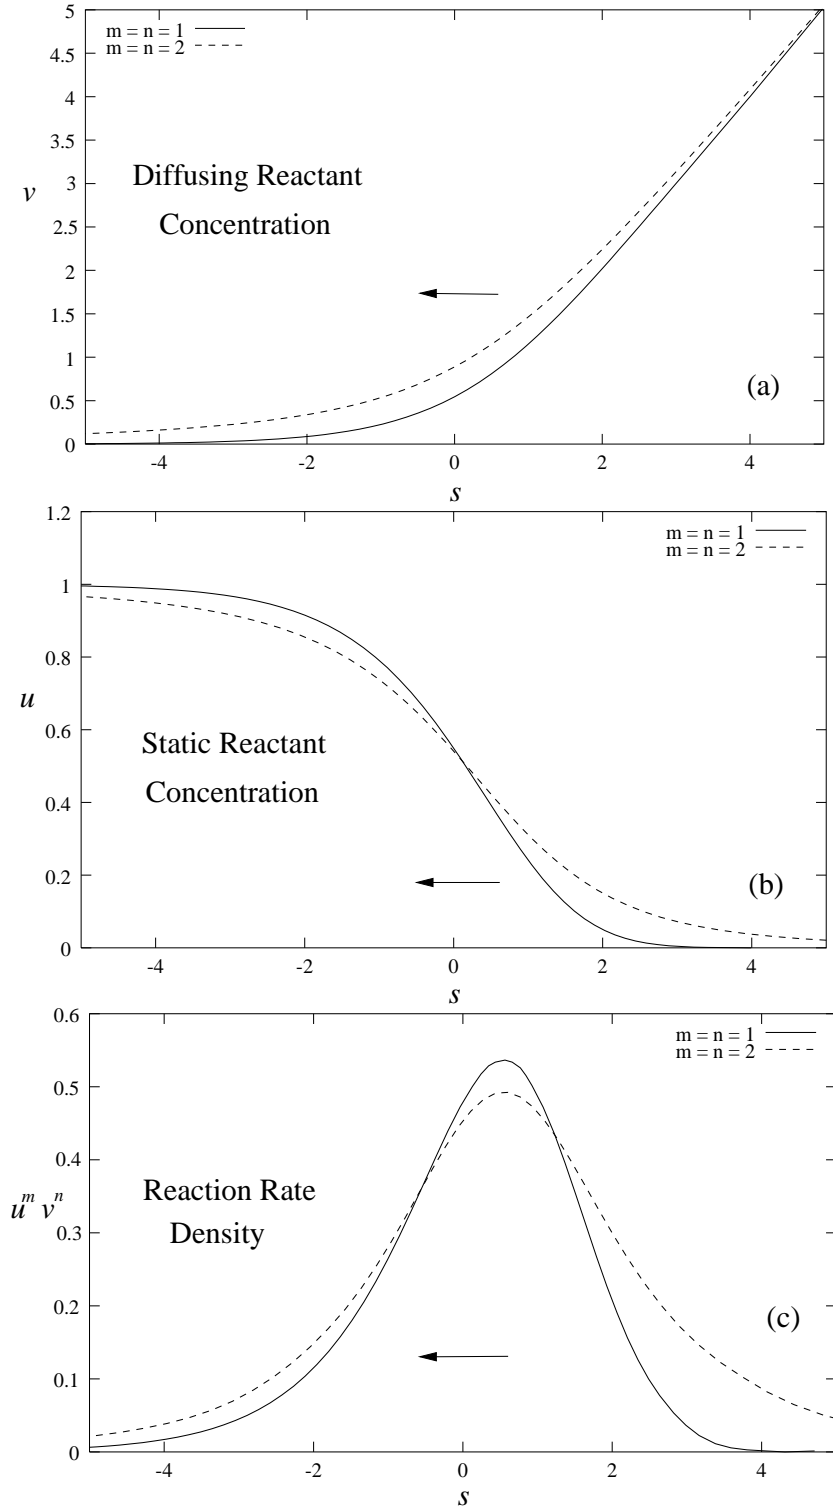 5
4.5
4
3.5
3
2.5
2
1.5
1
0.5
0
m = n = 1
m = n = 2
v
Diffusing Reactant
Concentration
(a)
-4 -2 0 2 4
s
1.2
1
0.8
0.6
0.4
0.2
0
m = n = 1
m = n = 2
u
Static Reactant
Concentration
(b)
-4 -2 0 2 4
s
0.6
0.5
0.4
0.3
0.2
0.1
0
m = n = 1
m = n = 2
u^m v^n
Reaction Rate
Density
(c)
-4 -2 0 2 4
s